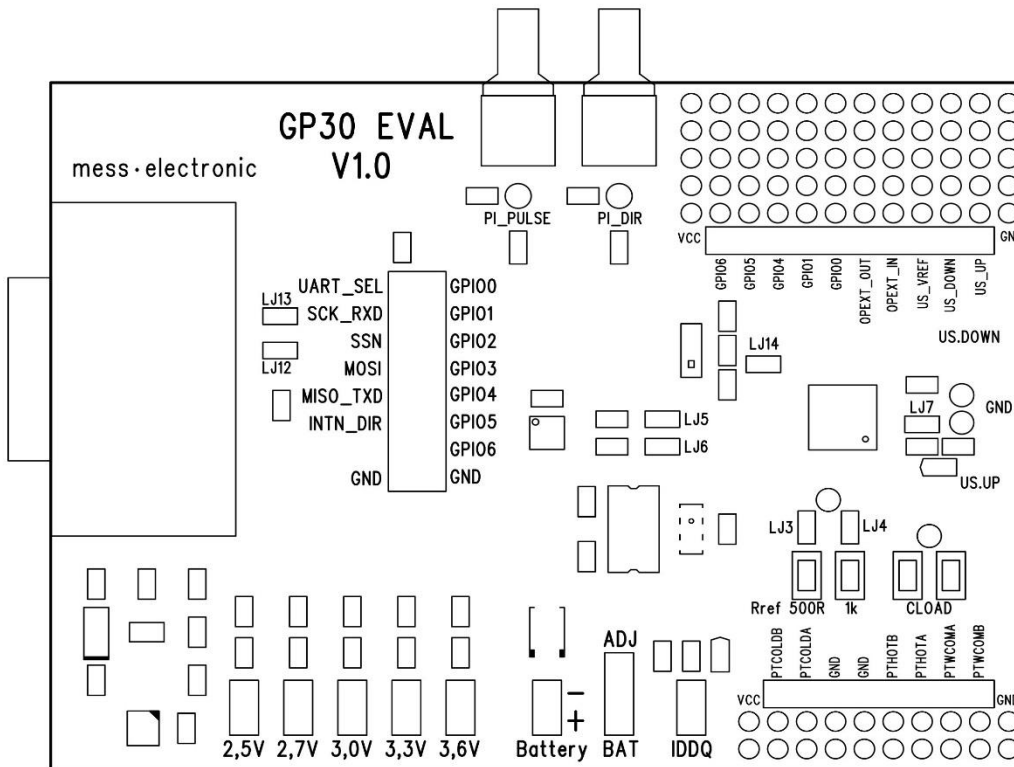 GP30 EVAL
V1.0
mess·electronic
PI_PULSE
PI_DIR
VCC
GN
GPIO6
GPIO5
GPIO4
GPIO1
GPIO0
OPEXT_OUT
OPEXT_IN
US_VREF
US_DOWN
US_UP
UART_SEL
GPIO0
LJ13
SCK_RXD
GPIO1
SSN
GPIO2
LJ12
MOSI
GPIO3
MISO_TXD
GPIO4
INTN_DIR
GPIO5
GPIO6
GND
GND
US.DOWN
LJ14
LJ5
LJ6
LJ7
GND
US.UP
LJ3
LJ4
Rref 500R
1k
CLOAD
PTCOLDB
PTCOLDA
GND
GND
PTHOTB
PTHOTA
PTWCOMA
PTWCOMB
VCC
GND
ADJ
-
+
2,5V
2,7V
3,0V
3,3V
3,6V
Battery
BAT
IDDQ